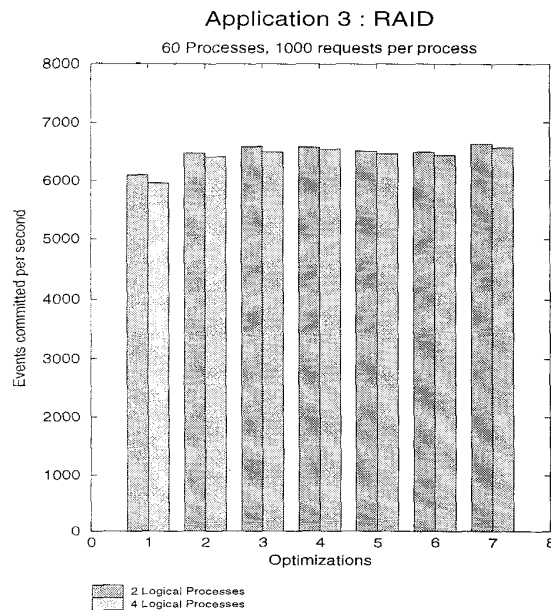 Application 3 : RAID
60 Processes, 1000 requests per process
8000
7000
6000
5000
4000
3000
2000
1000
0
Events committed per second
0 1 2 3 4 5 6 7 8
Optimizations
2 Logical Processes
4 Logical Processes